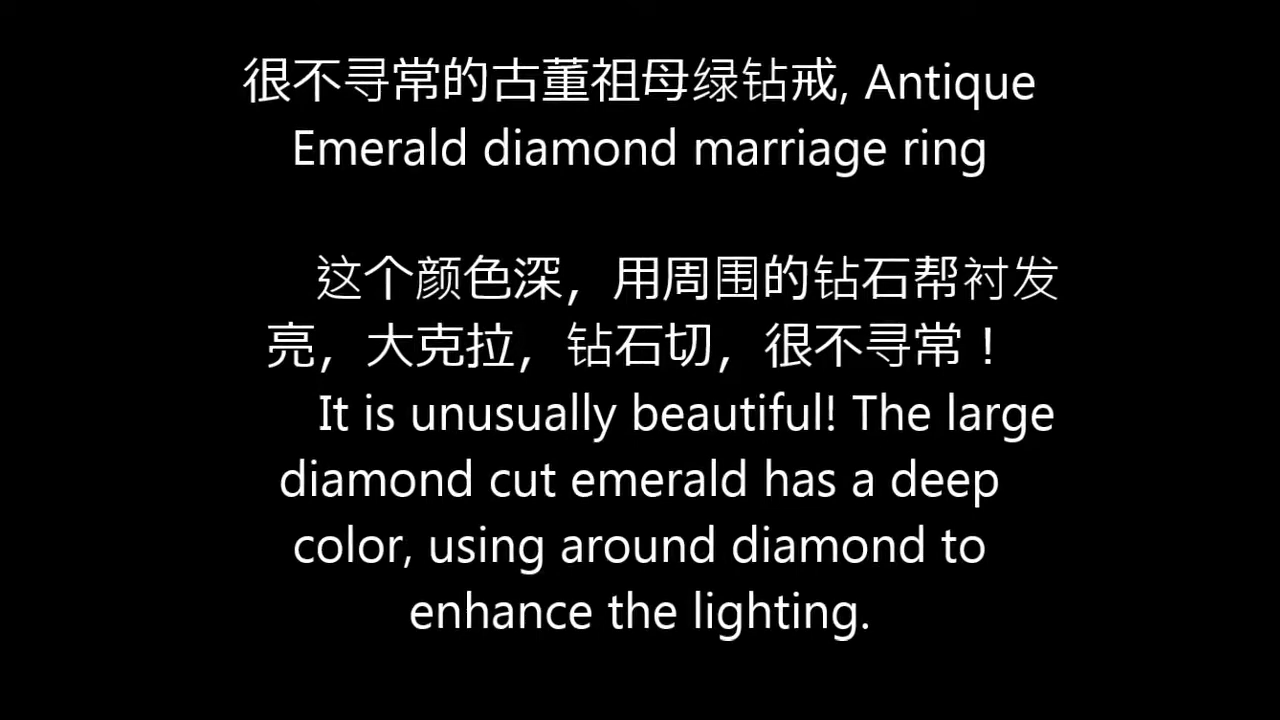 很不寻常的古董祖母绿钻戒, Antique
Emerald diamond marriage ring
这个颜色深，用周围的钻石帮衬发
亮，大克拉，钻石切，很不寻常！
It is unusually beautiful! The large
diamond cut emerald has a deep
color, using around diamond to
enhance the lighting.